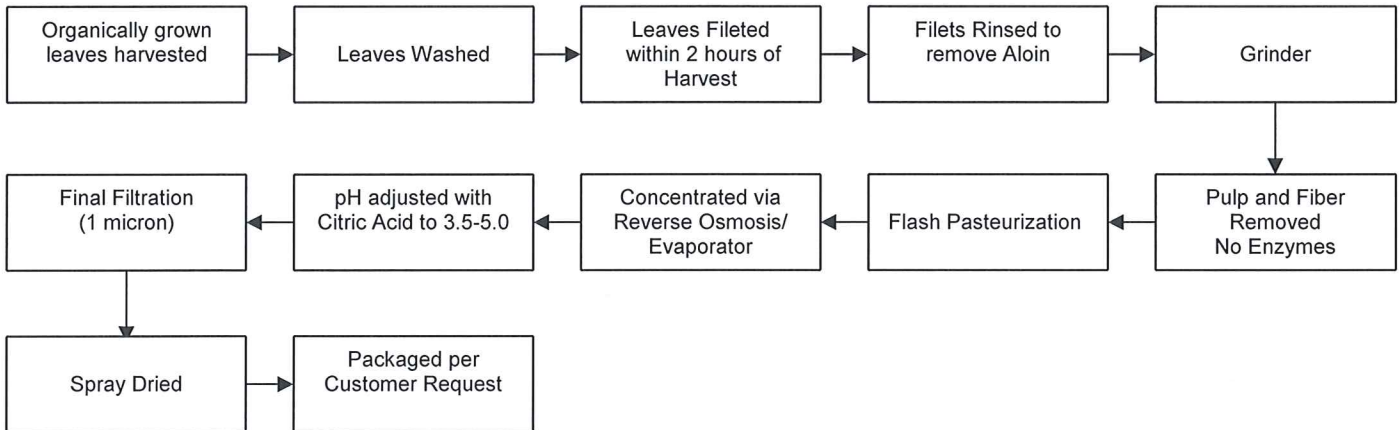 Organically grown
leaves harvested
Leaves Washed
Leaves Fileted
within 2 hours of
Harvest
Filets Rinsed to
remove Aloin
Grinder
Pulp and Fiber
Removed
No Enzymes
Flash Pasteurization
Concentrated via
Reverse Osmosis/
Evaporator
pH adjusted with
Citric Acid to 3.5-5.0
Final Filtration
(1 micron)
Spray Dried
Packaged per
Customer Request